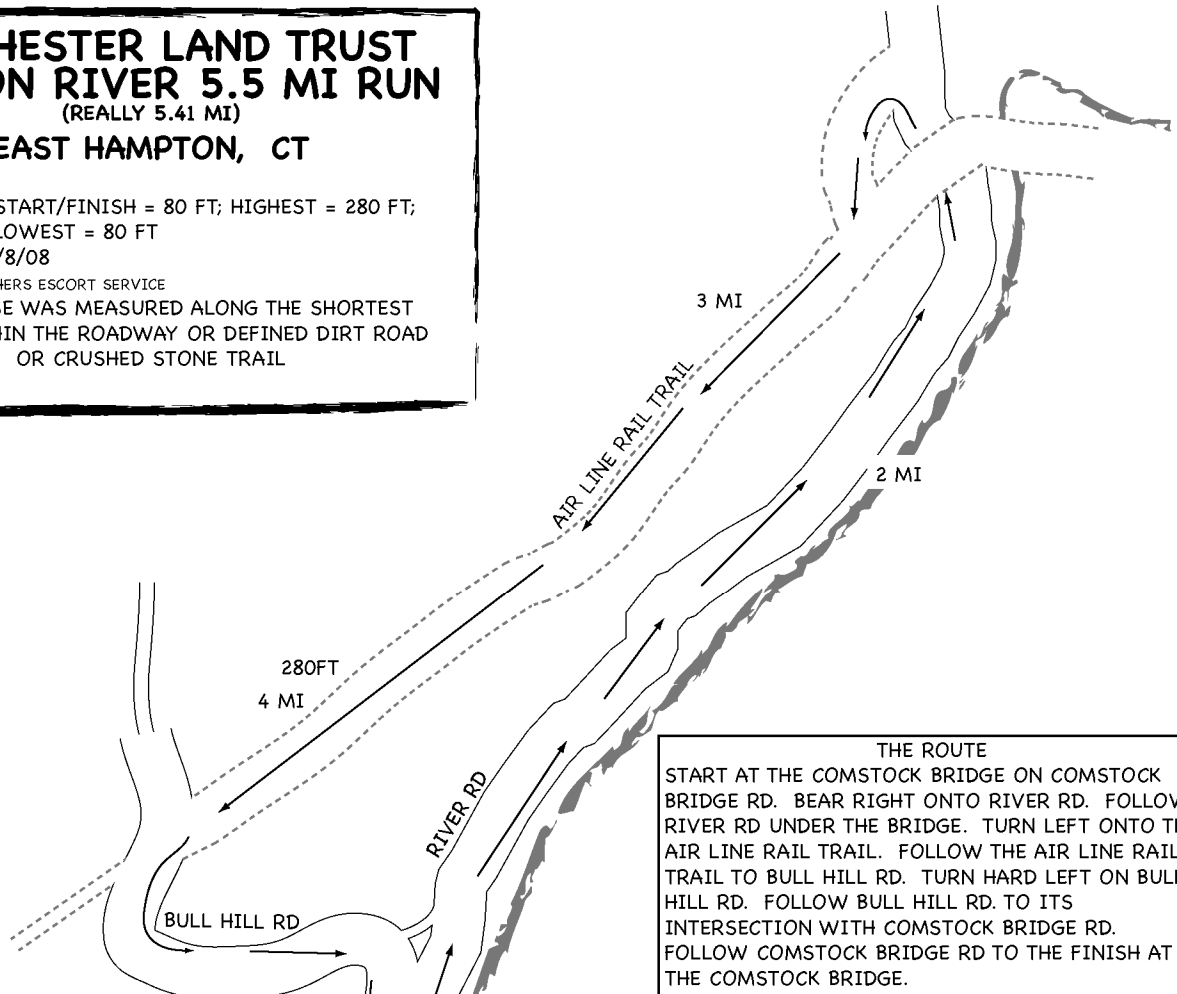 HESTER LAND TRUST
ON RIVER 5.5 MI RUN
(REALLY 5.41 MI)
EAST HAMPTON, CT
START/FINISH = 80 FT; HIGHEST = 280 FT;
LOWEST = 80 FT
/8/08
HERS ESCORT SERVICE
SE WAS MEASURED ALONG THE SHORTEST
HIN THE ROADWAY OR DEFINED DIRT ROAD
OR CRUSHED STONE TRAIL
3 MI
AIR LINE RAIL TRAIL
2 MI
280FT
4 MI
RIVER RD
BULL HILL RD
THE ROUTE
START AT THE COMSTOCK BRIDGE ON COMSTOCK
BRIDGE RD. BEAR RIGHT ONTO RIVER RD. FOLLOW
RIVER RD UNDER THE BRIDGE. TURN LEFT ONTO TH
AIR LINE RAIL TRAIL. FOLLOW THE AIR LINE RAIL
TRAIL TO BULL HILL RD. TURN HARD LEFT ON BULL
HILL RD. FOLLOW BULL HILL RD. TO ITS
INTERSECTION WITH COMSTOCK BRIDGE RD.
FOLLOW COMSTOCK BRIDGE RD TO THE FINISH AT
THE COMSTOCK BRIDGE.